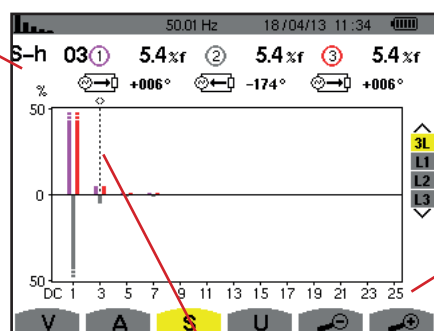 50.01 Hz 18/04/13 11:34
S-h 03 1 5.4%f 2 5.4%f 3 5.4%f
+006° -174° +006°
%
50
0
50
DC 1 3 5 7 9 11 13 15 17 19 21 23 25
3L
L1
L2
L3
V A S U